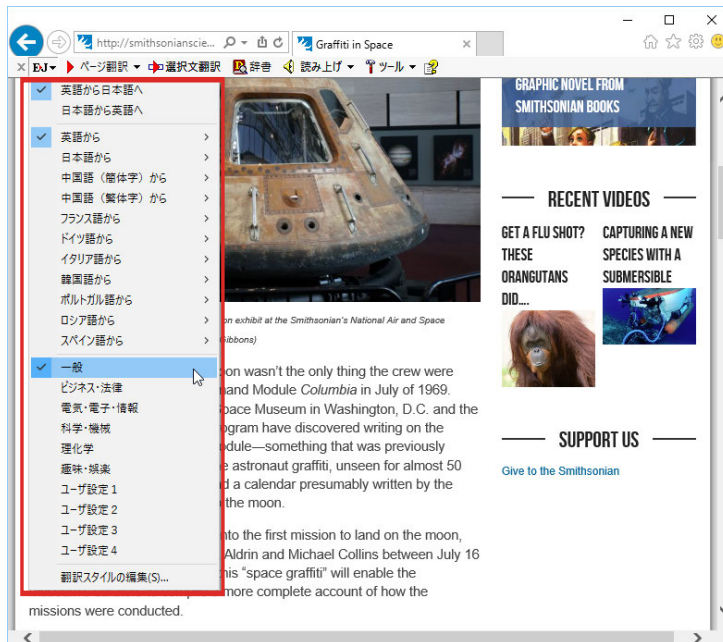 http://smithsonianscie...
Graffiti in Space
EJ ページ翻訳 選択文翻訳 辞書 読み上げ ツール
英語から日本語へ
日本語から英語へ
英語から
日本語から
中国語（簡体字）から
中国語（繁体字）から
フランス語から
ドイツ語から
イタリア語から
韓国語から
ポルトガル語から
ロシア語から
スペイン語から
一般
ビジネス・法律
電気・電子・情報
科学・機械
理化学
趣味・娯楽
ユーザ設定 1
ユーザ設定 2
ユーザ設定 3
ユーザ設定 4
翻訳スタイルの編集(S)...
on exhibit at the Smithsonian's National Air and Space
Gibbons)
on wasn't the only thing the crew were
mand Module Columbia in July of 1969.
Space Museum in Washington, D.C. and the
ogram have discovered writing on the
odule—something that was previously
e astronaut graffiti, unseen for almost 50
d a calendar presumably written by the
the moon.
nto the first mission to land on the moon,
Aldrin and Michael Collins between July 16
his “space graffiti” will enable the
more complete account of how the
missions were conducted.
GRAPHIC NOVEL FROM
SMITHSONIAN BOOKS
RECENT VIDEOS
GET A FLU SHOT?
THESE
ORANGUTANS
DID....
CAPTURING A NEW
SPECIES WITH A
SUBMERSIBLE
SUPPORT US
Give to the Smithsonian